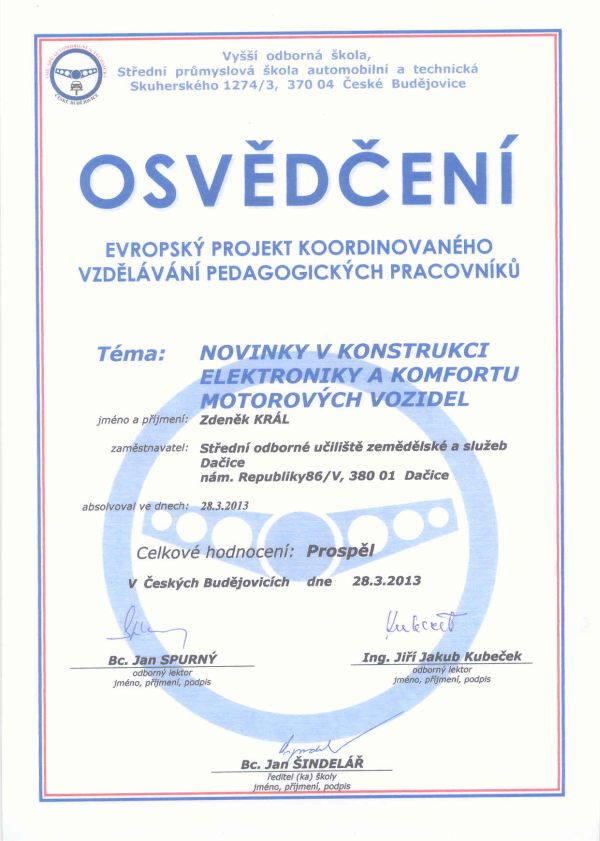 Vyšší odborná škola,
Střední průmyslová škola automobilní a technická
Skuherského 1274/3, 370 04 České Budějovice
ČESKÉ BUDĚJOVICE
OSVĚDČENÍ
EVROPSKÝ PROJEKT KOORDINOVANÉHO
VZDĚLÁVÁNÍ PEDAGOGICKÝCH PRACOVNÍKŮ
Téma: NOVINKY V KONSTRUKCI
ELEKTRONIKY A KOMFORTU
MOTOROVÝCH VOZIDEL
jméno a příjmení: Zdeněk KRÁL
zaměstnavatel: Střední odborné učiliště zemědělské a služeb
Dačice
nám. Republiky86/V, 380 01 Dačice
absolvoval ve dnech: 28.3.2013
Celkové hodnocení: Prospěl
V Českých Budějovicích dne 28.3.2013
Bc. Jan SPURNÝ
odborný lektor
jméno, příjmení, podpis
Ing. Jiří Jakub Kubeček
odborný lektor
jméno, příjmení, podpis
Bc. Jan ŠINDELÁŘ
ředitel (ka) školy
jméno, příjmení, podpis